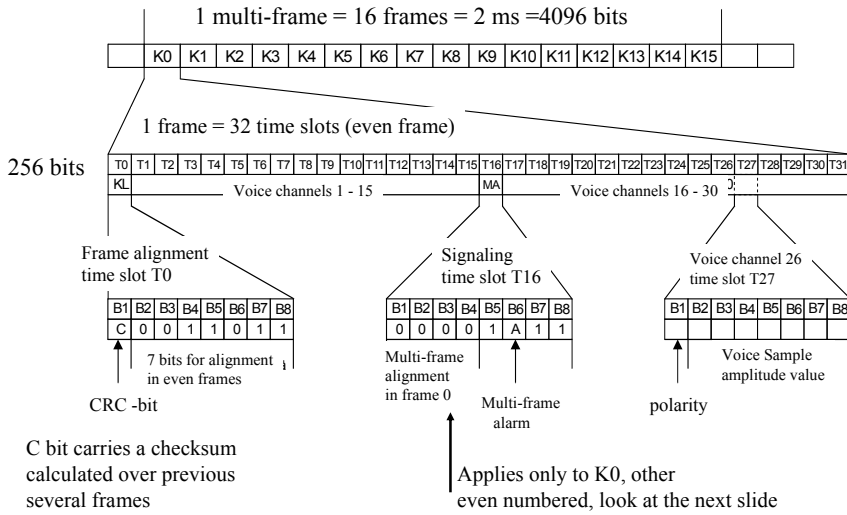 1 multi-frame = 16 frames = 2 ms =4096 bits
K0 K1 K2 K3 K4 K5 K6 K7 K8 K9 K10 K11 K12 K13 K14 K15
1 frame = 32 time slots (even frame)
256 bits
T0 T1 T2 T3 T4 T5 T6 T7 T8 T9 T10 T11 T12 T13 T14 T15 T16 T17 T18 T19 T20 T21 T22 T23 T24 T25 T26 T27 T28 T29 T30 T31
KL Voice channels 1 - 15 MA Voice channels 16 - 30
Frame alignment
time slot T0
Signaling
time slot T16
Voice channel 26
time slot T27
B1 B2 B3 B4 B5 B6 B7 B8
C 0 0 1 1 0 1 1
B1 B2 B3 B4 B5 B6 B7 B8
0 0 0 0 1 A 1 1
B1 B2 B3 B4 B5 B6 B7 B8
7 bits for alignment
in even frames
CRC -bit
Multi-frame
alignment
in frame 0
Multi-frame
alarm
Voice Sample
amplitude value
polarity
C bit carries a checksum
calculated over previous
several frames
Applies only to K0, other
even numbered, look at the next slide